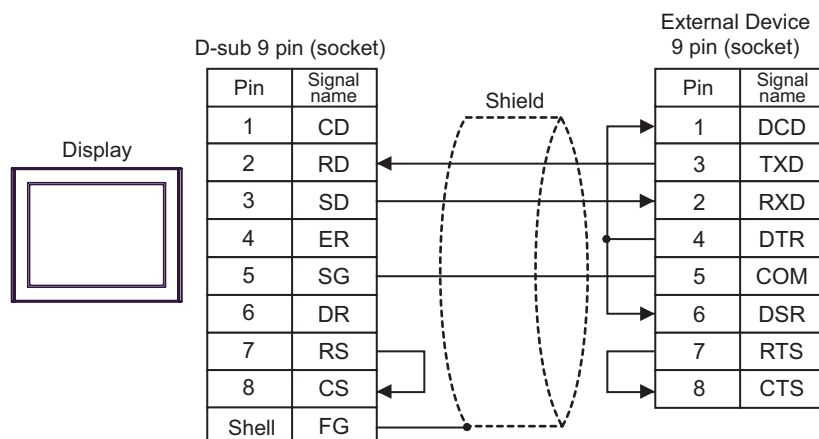 External Device
D-sub 9 pin (socket) 9 pin (socket)
Pin Signal name Pin Signal name
Shield
Display
1 CD 1 DCD
2 RD 3 TXD
3 SD 2 RXD
4 ER 4 DTR
5 SG 5 COM
6 DR 6 DSR
7 RS 7 RTS
8 CS 8 CTS
Shell FG